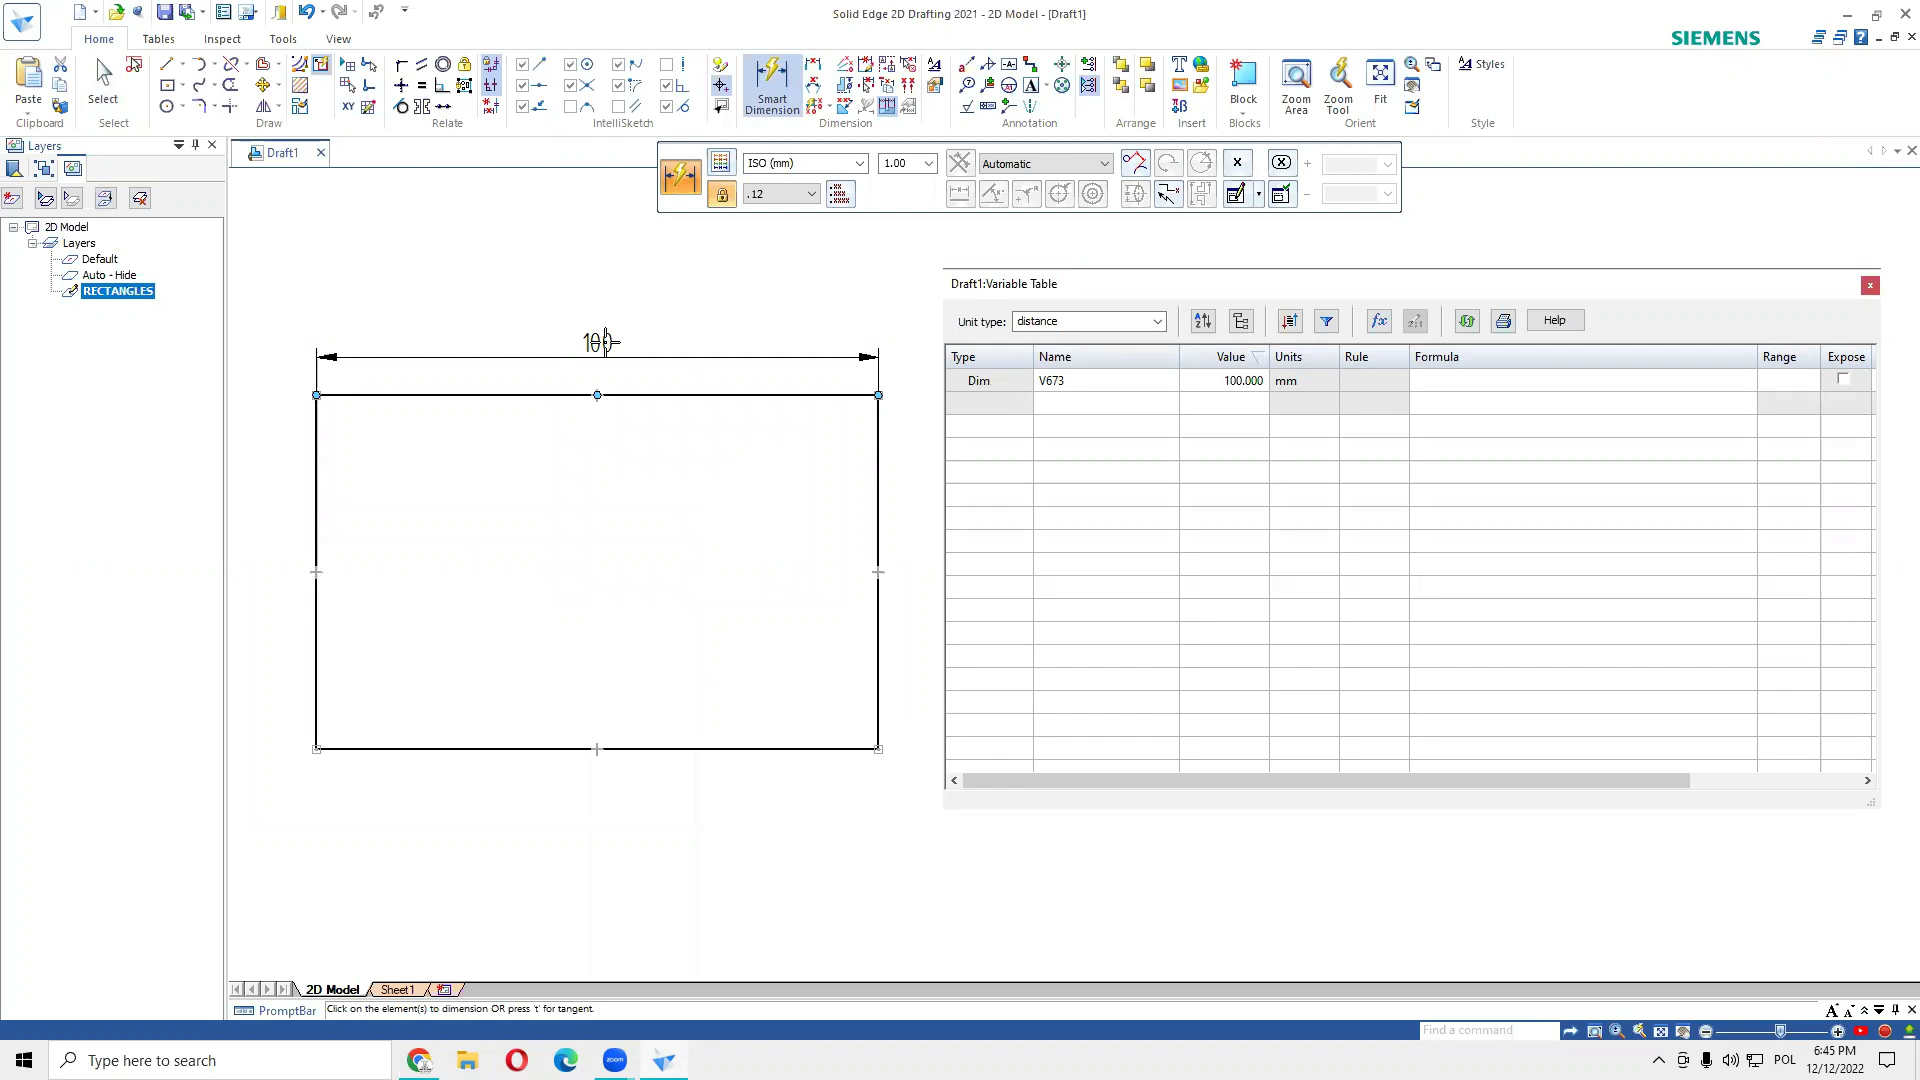 Solid Edge 2D Drafting 2021 - 2D Model - [Draft1]
Home Tables Inspect Sketch Tools View
SIEMENS
Paste
Select
Smart Dimension
Block
Zoom Area
Zoom Tool
Fit
Styles
Clipboard Select Draw Relate IntelliSketch Dimension Annotation Arrange Insert Blocks Orient Style
Layers
Draft1
ISO (mm) 1.00 Automatic
.12
2D Model
Layers
Default
Auto - Hide
RECTANGLES
100
Draft1:Variable Table
Unit type: distance Help
Type Name Value Units Rule Formula Range Expose
Dim V673 100.000 mm
2D Model Sheet1
PromptBar Click on the element(s) to dimension OR press 't' for tangent.
Find a command
Type here to search
zoom
POL
6:45 PM
12/12/2022